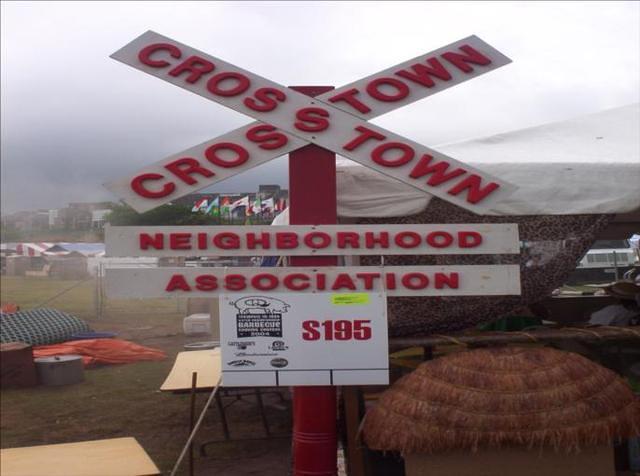 CROSSTOWN
CROSSTOWN
NEIGHBORHOOD
ASSOCIATION
BARBECUE
S195